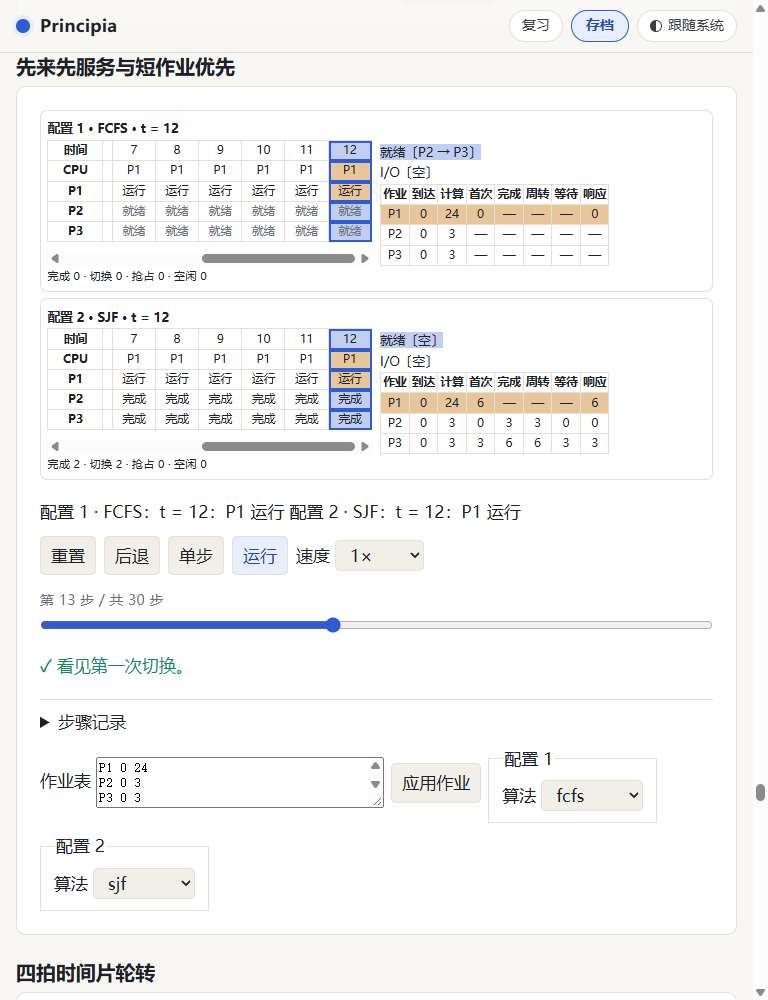 Principia
复习
存档
跟随系统
先来先服务与短作业优先
配置 1 • FCFS • t = 12
时间 7 8 9 10 11 12
CPU P1 P1 P1 P1 P1 P1
P1 运行 运行 运行 运行 运行 运行
P2 就绪 就绪 就绪 就绪 就绪 就绪
P3 就绪 就绪 就绪 就绪 就绪 就绪
就绪〔P2 → P3〕
I/O〔空〕
作业 到达 计算 首次 完成 周转 等待 响应
P1 0 24 0 — — — 0
P2 0 3 — — — — —
P3 0 3 — — — — —
完成 0 · 切换 0 · 抢占 0 · 空闲 0
配置 2 • SJF • t = 12
时间 7 8 9 10 11 12
CPU P1 P1 P1 P1 P1 P1
P1 运行 运行 运行 运行 运行 运行
P2 完成 完成 完成 完成 完成 完成
P3 完成 完成 完成 完成 完成 完成
就绪〔空〕
I/O〔空〕
作业 到达 计算 首次 完成 周转 等待 响应
P1 0 24 6 — — — 6
P2 0 3 0 3 3 0 0
P3 0 3 3 6 6 3 3
完成 2 · 切换 2 · 抢占 0 · 空闲 0
配置 1 · FCFS：t = 12：P1 运行 配置 2 · SJF：t = 12：P1 运行
重置 后退 单步 运行 速度 1×
第 13 步 / 共 30 步
✓ 看见第一次切换。
▶ 步骤记录
作业表
P1 0 24
P2 0 3
P3 0 3
应用作业
配置 1
算法 fcfs
配置 2
算法 sjf
四拍时间片轮转